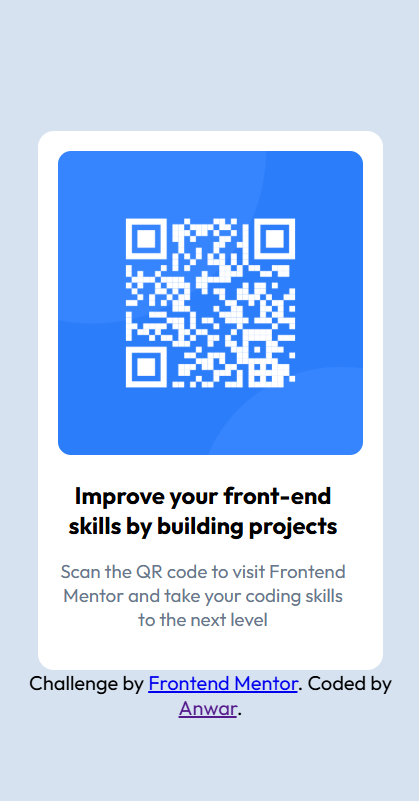 Improve your front-end
skills by building projects
Scan the QR code to visit Frontend
Mentor and take your coding skills
to the next level
Challenge by Frontend Mentor. Coded by
Anwar.